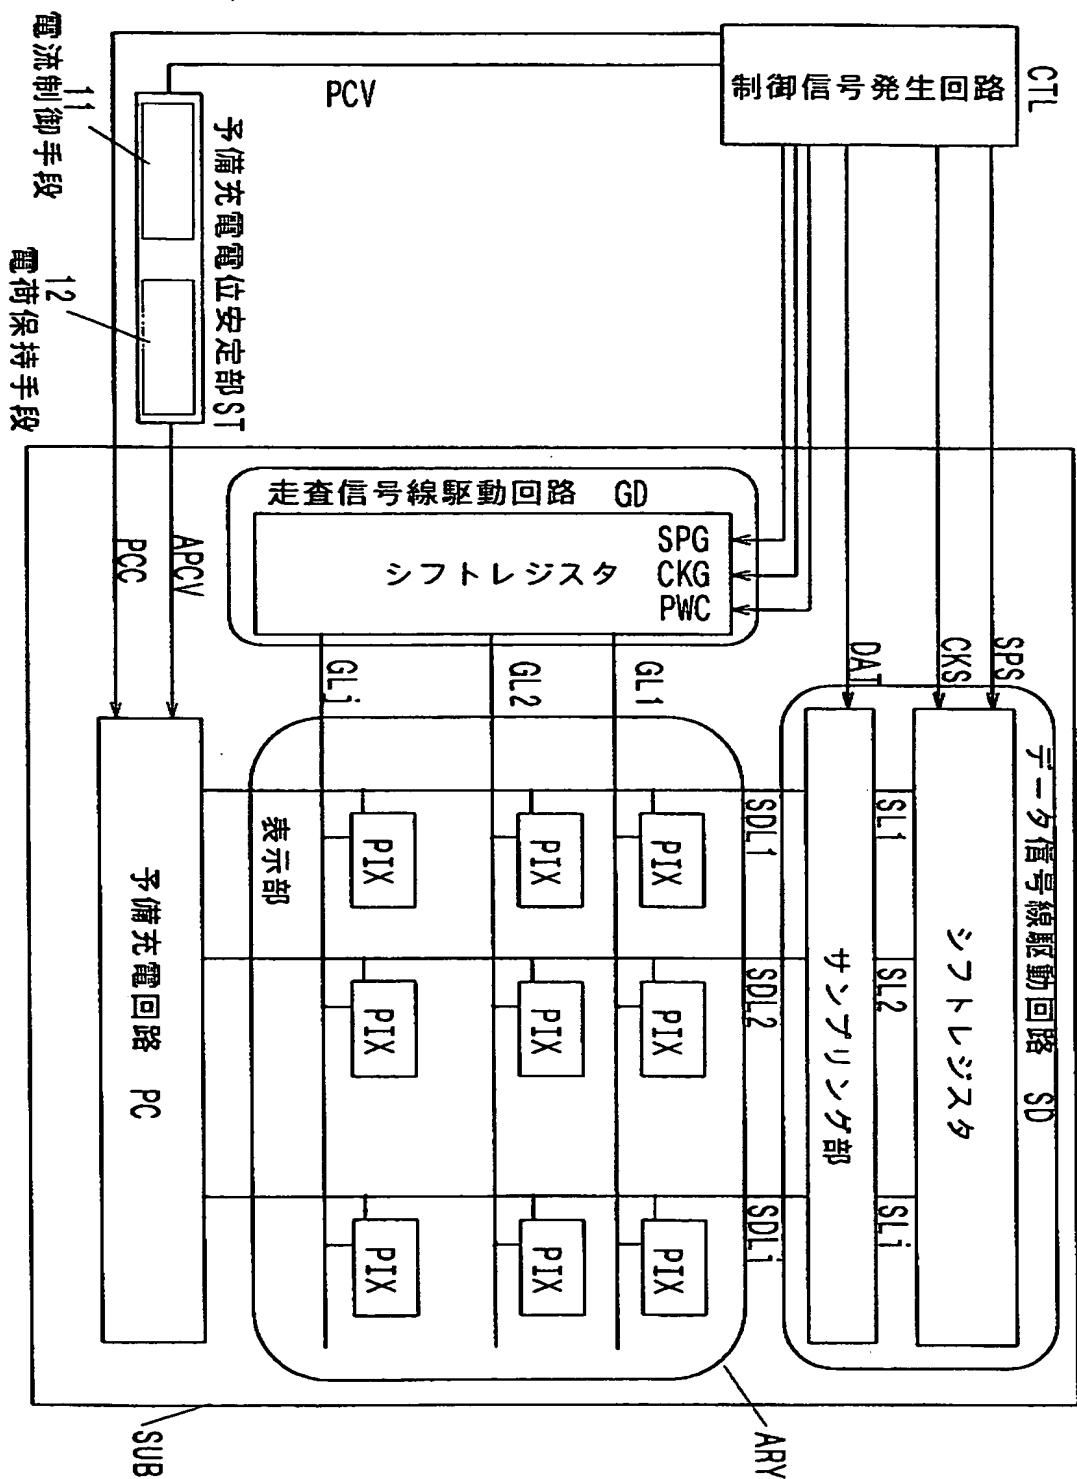 CTL
制御信号発生回路
PCV
11
電流制御手段
予備充電電位安定部ST
12
電荷保持手段
走査信号線駆動回路 GD
シフトレジスタ
SPG
CKG
PWC
PCC
APCV
GLj
GL2
GL1
DAT
CKS
SPS
データ信号線駆動回路 SD
シフトレジスタ
SL1
SL2
SLi
サンプリング部
SDL1
SDL2
SDLi
表示部
PIX
PIX
PIX
PIX
PIX
PIX
PIX
PIX
PIX
予備充電回路 PC
ARY
SUB